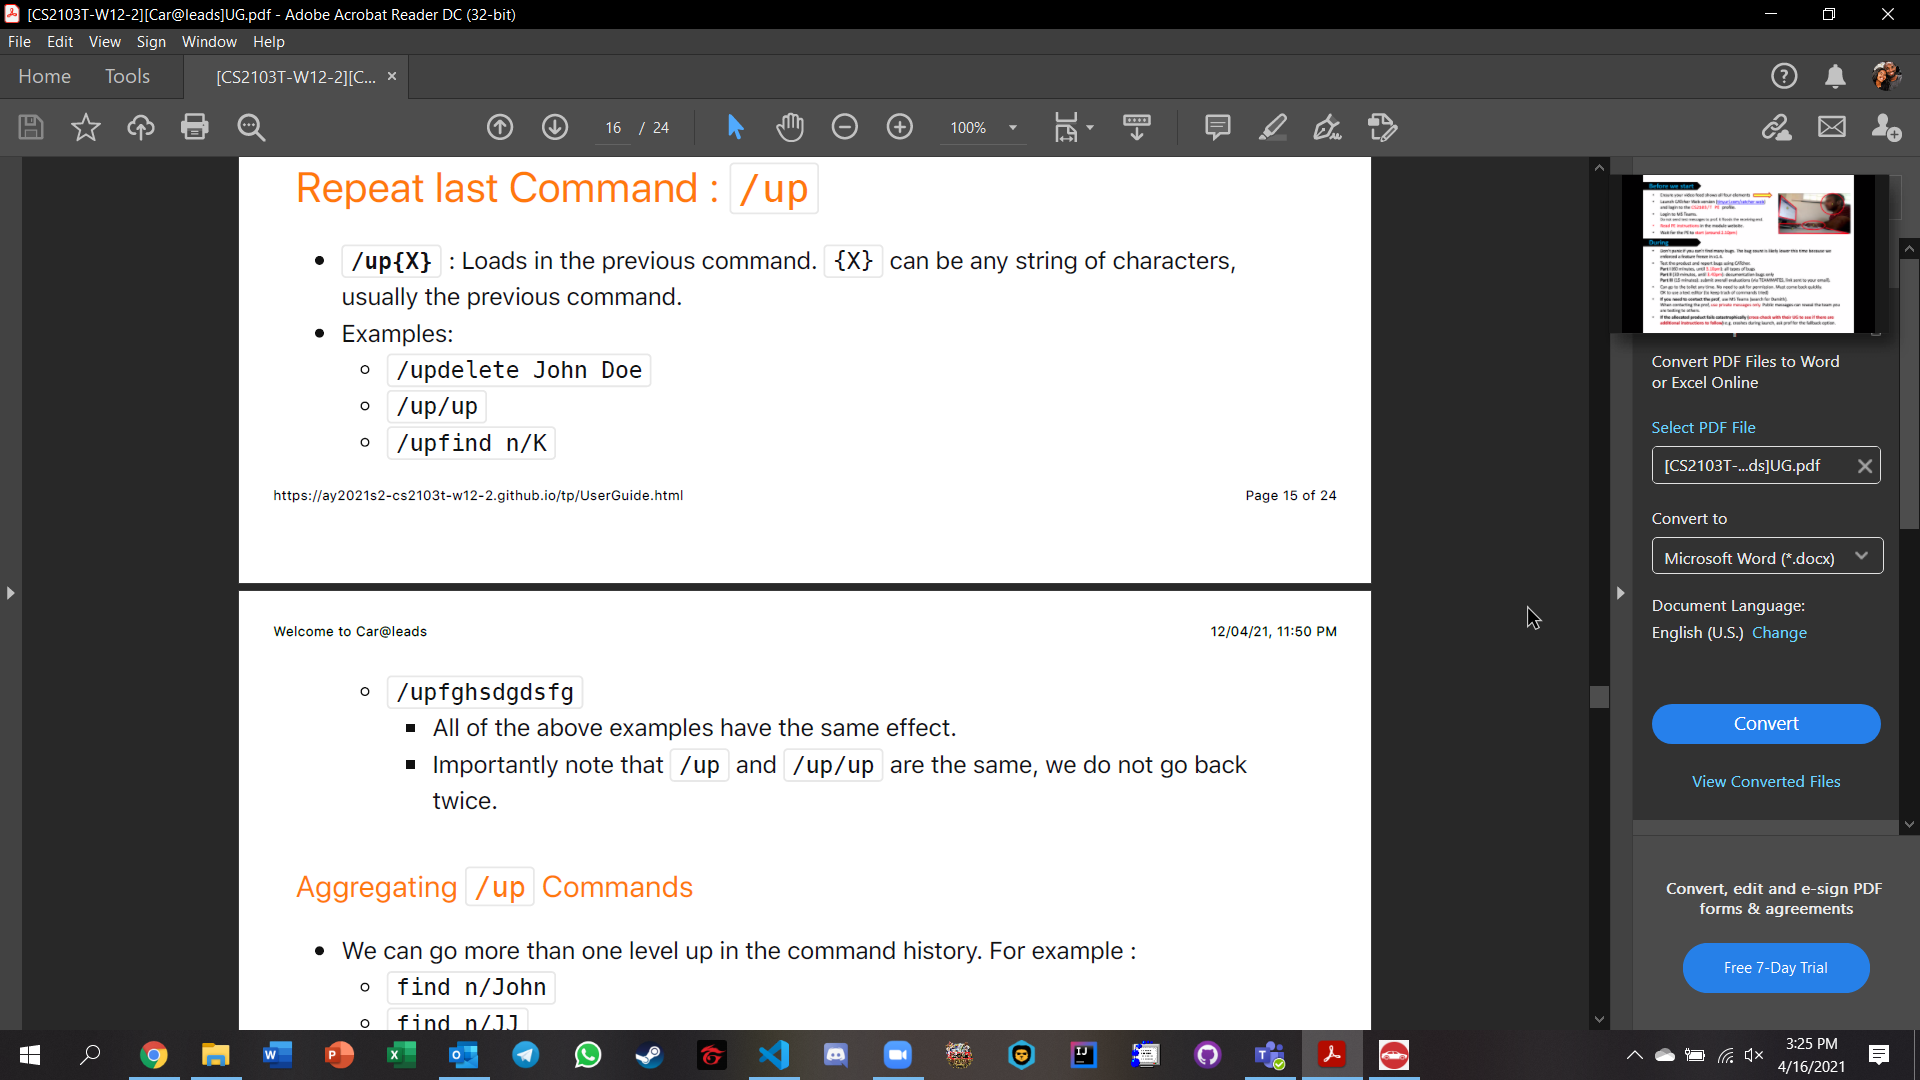 [CS2103T-W12-2][Car@leads]UG.pdf - Adobe Acrobat Reader DC (32-bit)
File Edit View Sign Window Help
Home Tools [CS2103T-W12-2][C... ×
16 / 24 100%
Repeat last Command : /up
/up{X} : Loads in the previous command. {X} can be any string of characters,
usually the previous command.
Examples:
/updelete John Doe
/up/up
/upfind n/K
https://ay2021s2-cs2103t-w12-2.github.io/tp/UserGuide.html Page 15 of 24
Welcome to Car@leads 12/04/21, 11:50 PM
/upfghsdgdsfg
All of the above examples have the same effect.
Importantly note that /up and /up/up are the same, we do not go back
twice.
Aggregating /up Commands
We can go more than one level up in the command history. For example :
find n/John
find n/JJ
Before we start
During
Convert PDF Files to Word
or Excel Online
Select PDF File
[CS2103T-...ds]UG.pdf
Convert to
Microsoft Word (*.docx)
Document Language:
English (U.S.) Change
Convert
View Converted Files
Convert, edit and e-sign PDF
forms & agreements
Free 7-Day Trial
3:25 PM
4/16/2021